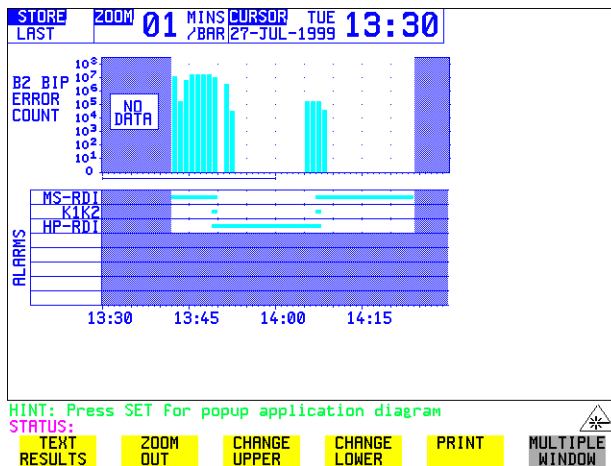 STORE ZOOM 01 MINS CURSOR TUE 13:30
LAST /BAR 27-JUL-1999
B2 BIP
ERROR
COUNT
10⁸
10⁷
10⁶
10⁵
10⁴
10³
10²
10¹
0
NO
DATA
ALARMS
MS-RDI
K1K2
HP-RDI
13:30 13:45 14:00 14:15
HINT: Press SET for popup application diagram
STATUS:
TEXT RESULTS
ZOOM OUT
CHANGE UPPER
CHANGE LOWER
PRINT
MULTIPLE WINDOW